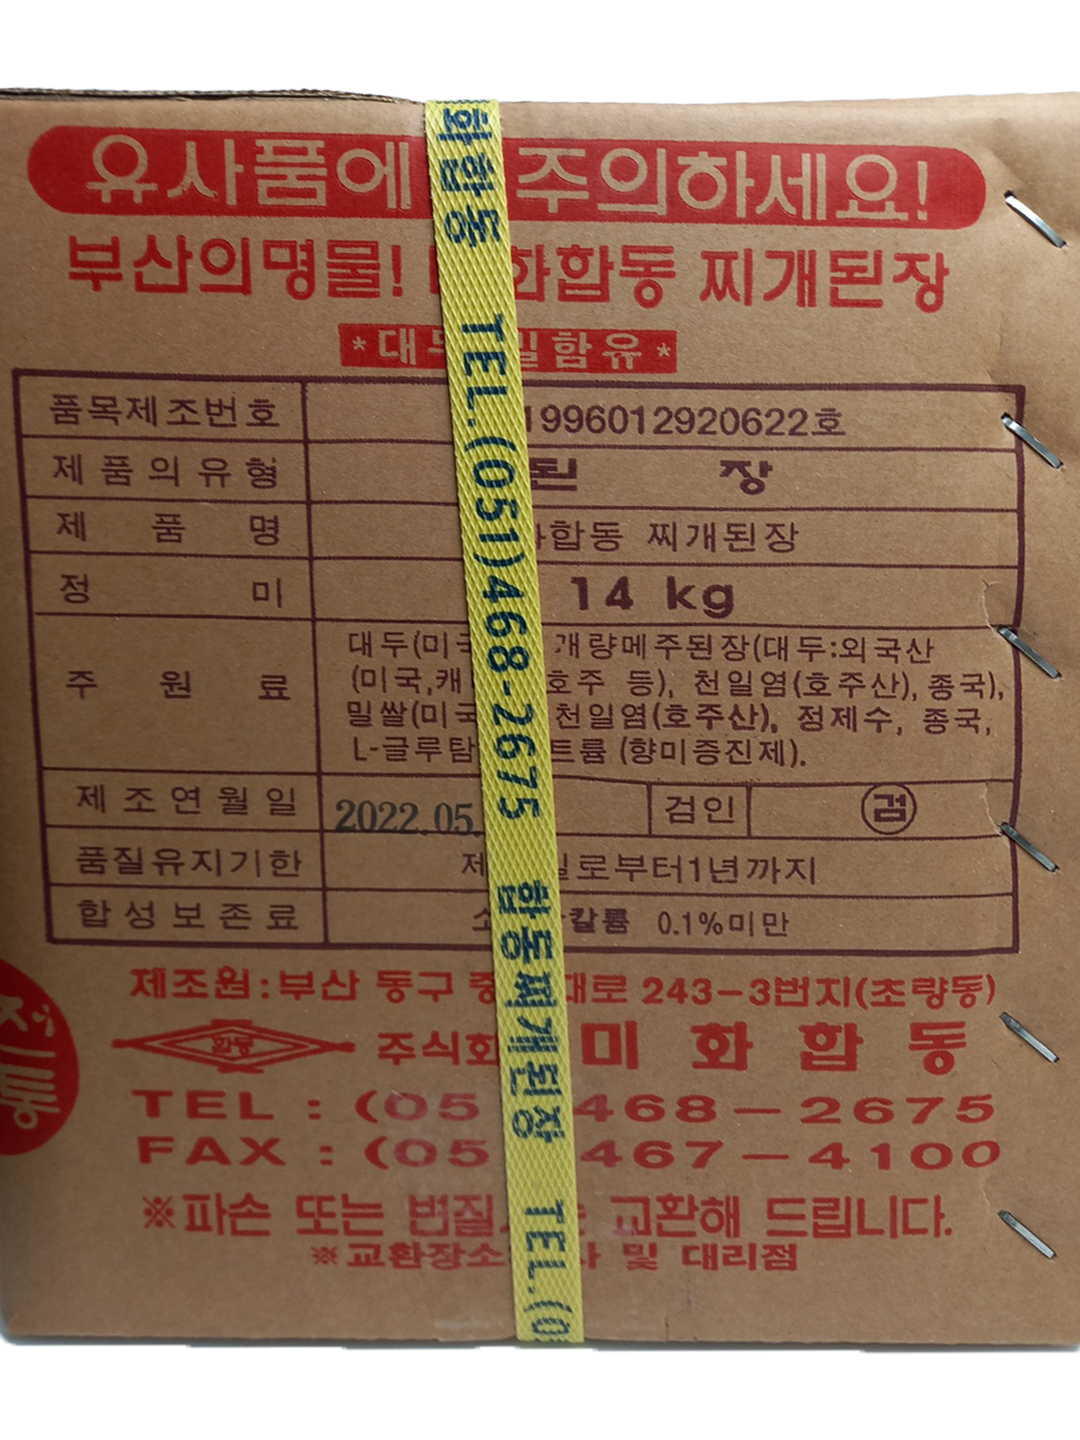 유사품에 주의하세요!
부산의명물! 화합동 찌개된장
*대두 밀함유*
품목제조번호 1996012920622호
제품의유형 된 장
제 품 명 합동 찌개된장
정 미 14 kg
주 원 료 대두(미국 개량메주된장(대두:외국산
(미국,캐 호주 등), 천일염(호주산), 종국),
밀쌀(미국 천일염(호주산), 정제수, 종국,
L-글루탐 트륨 (향미증진제).
제조연월일 2022.05. 검인 검
품질유지기한 제 일로부터1년까지
합성보존료 소 칼륨 0.1%미만
제조원:부산 동구 중 대로 243-3번지(초량동)
합동 주식회 미화합동
TEL : (05 468-2675
FAX : (05 467-4100
※파손 또는 변질 교환해 드립니다.
※교환장소 및 대리점
화합동 TEL.(051)468-2675 합동찌개된장 TEL.(0